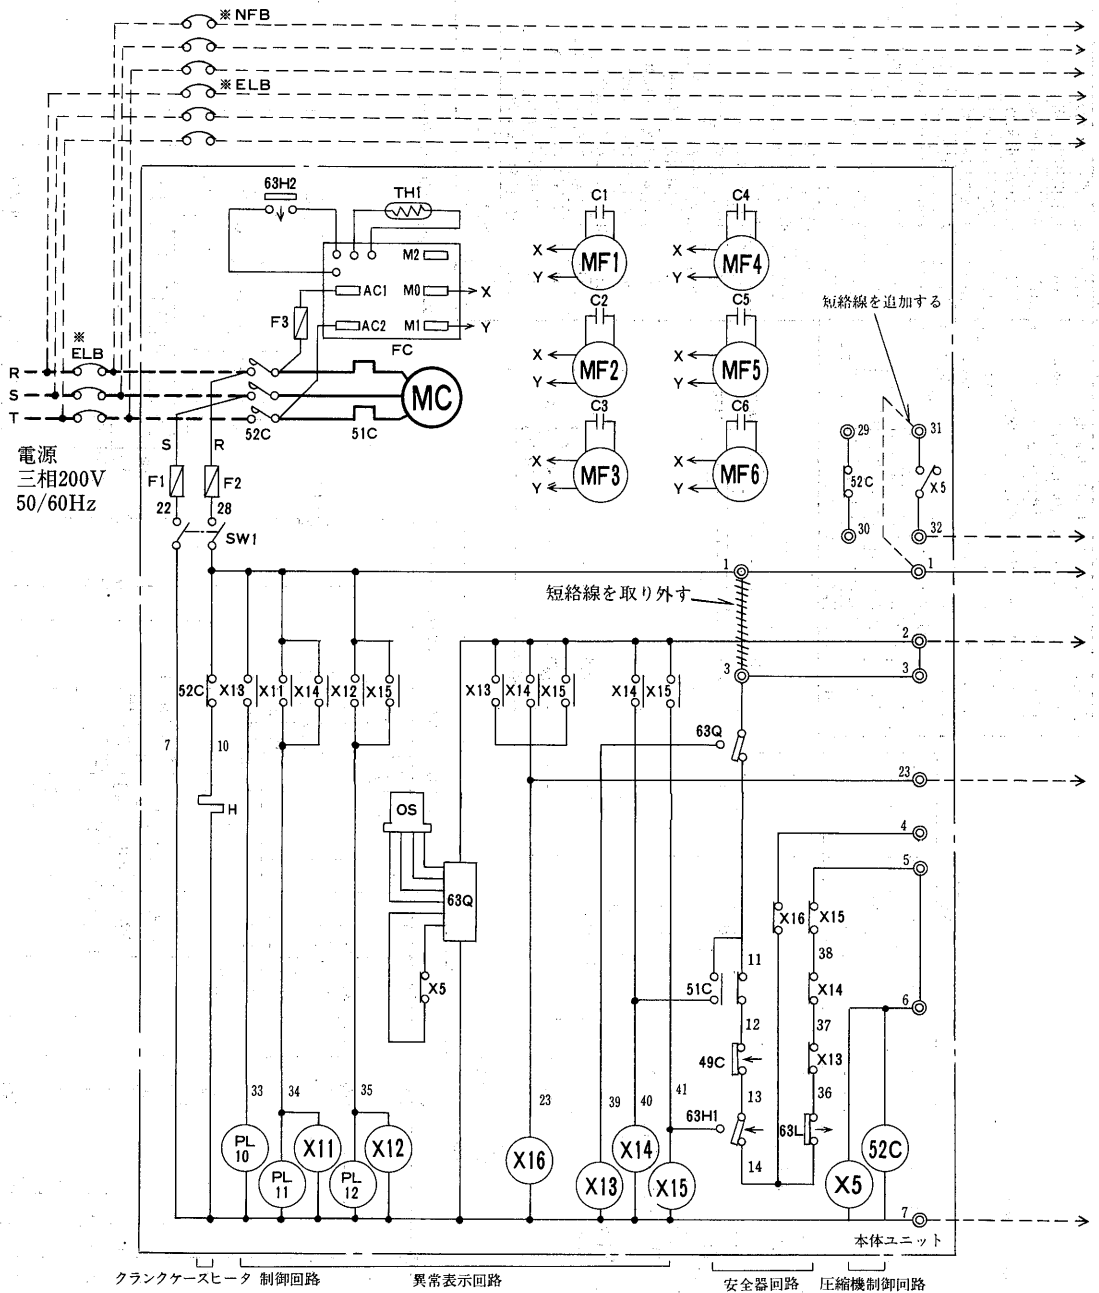 ※NFB
※ELB
63H2
TH1
M2
AC1
M0
X
F3
AC2
M1
Y
FC
※
ELB
R
S
T
52C
51C
MC
C1
X
Y
MF1
C4
X
Y
MF4
C2
X
Y
MF2
C5
X
Y
MF5
C3
X
Y
MF3
C6
X
Y
MF6
短絡線を追加する
29
31
52C
X5
30
32
電源
三相200V
50/60Hz
S
R
F1
F2
22
28
SW1
1
1
短絡線を取り外す
2
3
3
52C
X13
X11
X14
X12
X15
X13
X14
X15
X14
X15
63Q
7
10
H
23
OS
63Q
X5
4
5
X16
X15
11
38
51C
X14
6
12
37
49C
X13
33
34
35
23
39
40
41
13
36
63H1
63L
14
PL
10
PL
11
X11
PL
12
X12
X16
X13
X14
X15
X5
52C
7
本体ユニット
クランクケースヒータ
制御回路
異常表示回路
安全器回路
圧縮機制御回路